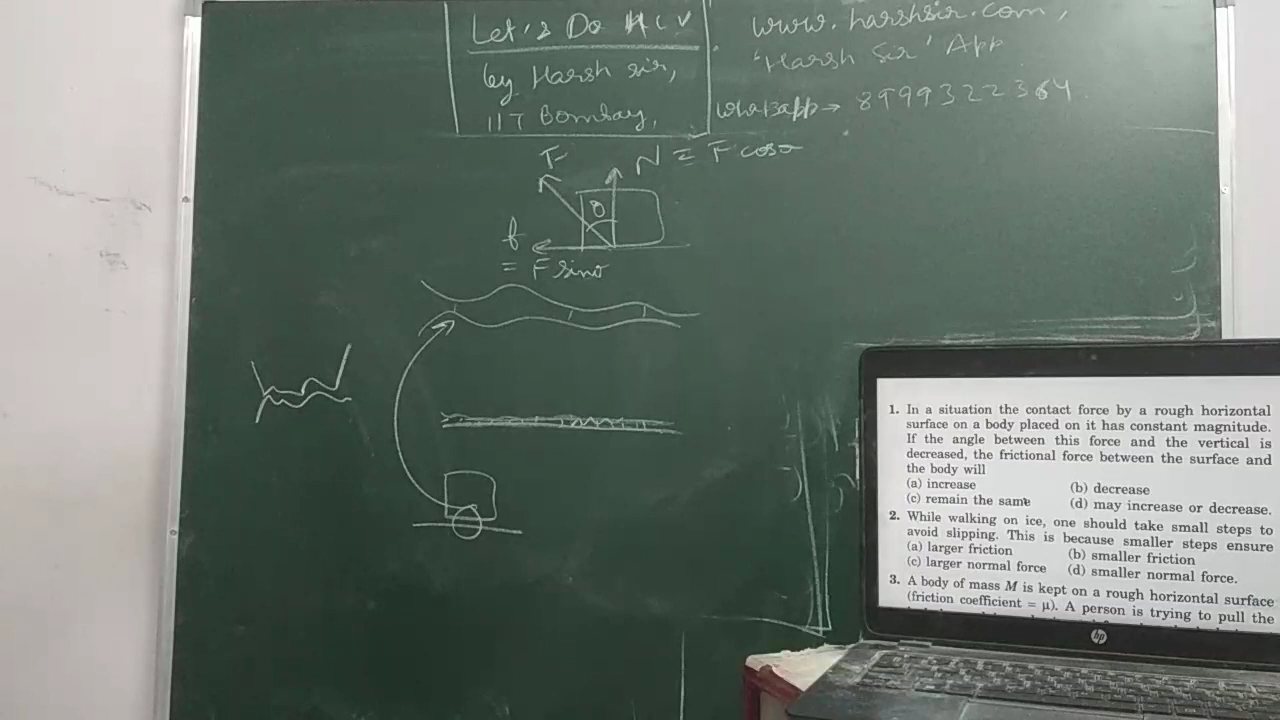 Let's Do HCV
by Harsh sir,
IIT Bombay,
www.harshsir.com,
'Harsh Sir' App
whatsapp → 8999322364
F
N = F cosθ
θ
f
= F sinθ
1. In a situation the contact force by a rough horizontal
surface on a body placed on it has constant magnitude.
If the angle between this force and the vertical is
decreased, the frictional force between the surface and
the body will
(a) increase (b) decrease
(c) remain the same (d) may increase or decrease.
2. While walking on ice, one should take small steps to
avoid slipping. This is because smaller steps ensure
(a) larger friction (b) smaller friction
(c) larger normal force (d) smaller normal force.
3. A body of mass M is kept on a rough horizontal surface
(friction coefficient = μ). A person is trying to pull the
hp